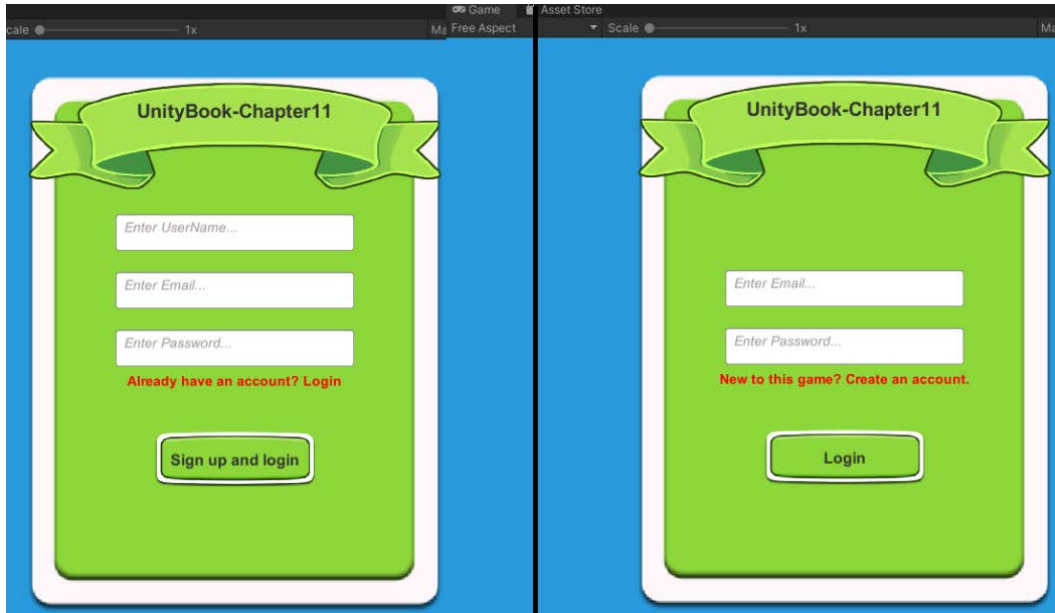 Game
Asset Store
cale
1x
Ma
Free Aspect
Scale
1x
Ma
UnityBook-Chapter11
Enter UserName...
Enter Email...
Enter Password...
Already have an account? Login
Sign up and login
UnityBook-Chapter11
Enter Email...
Enter Password...
New to this game? Create an account.
Login